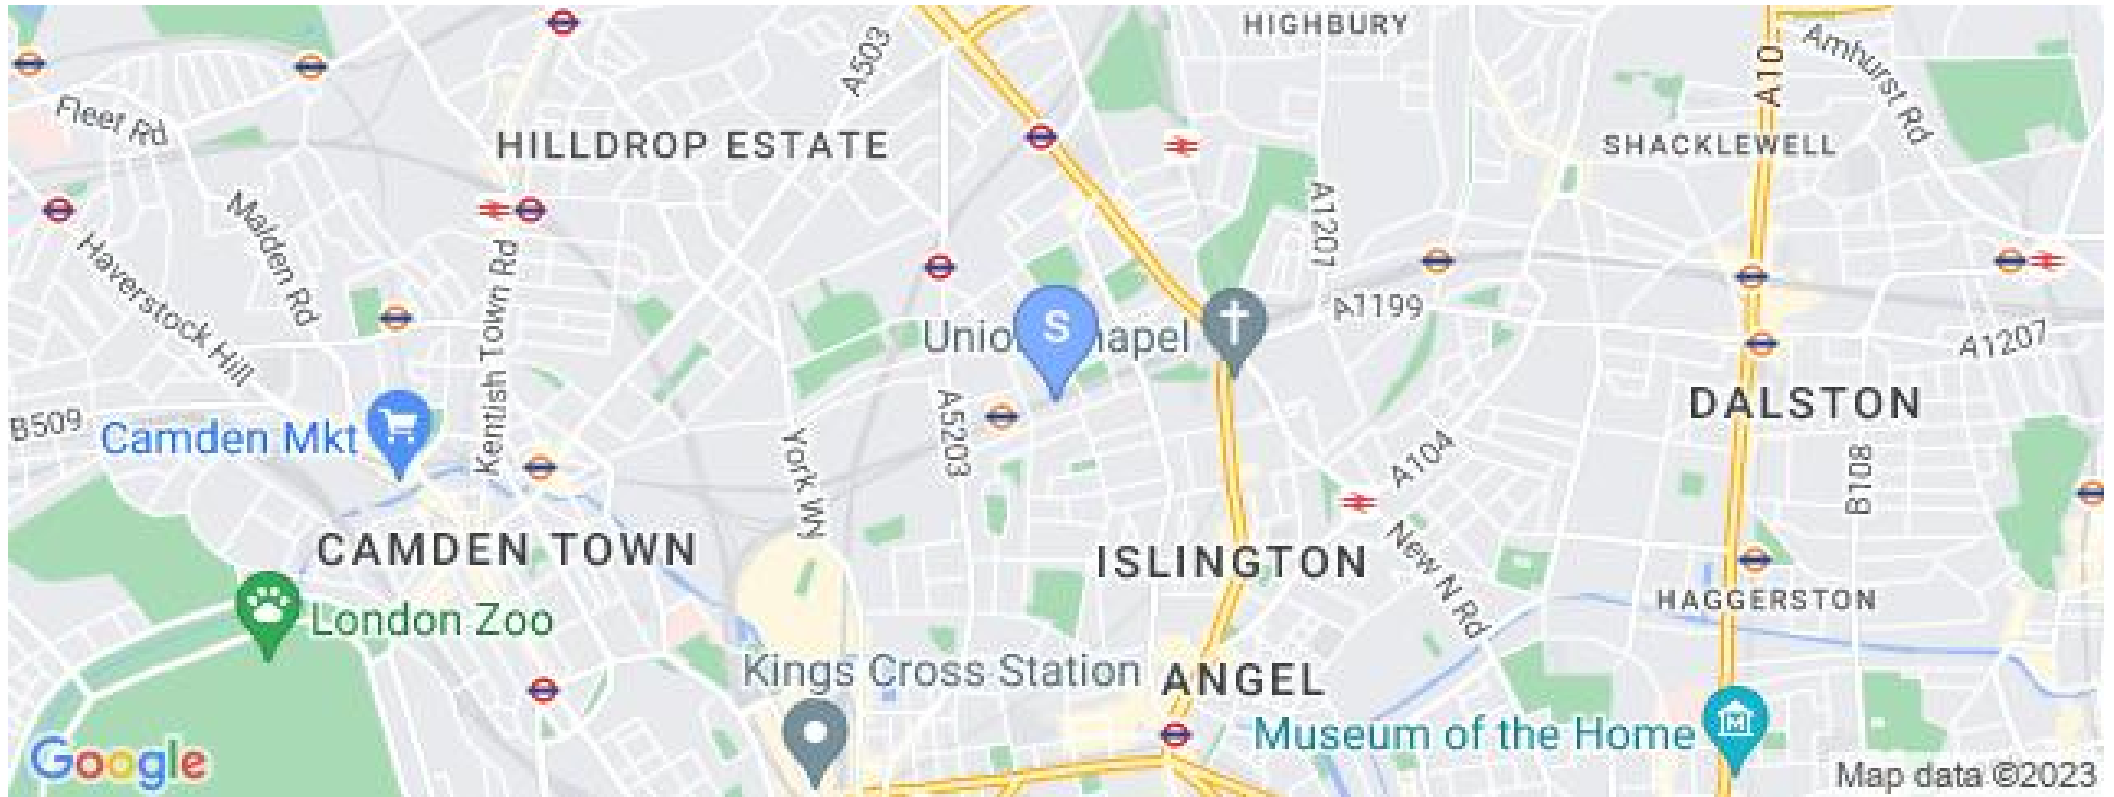 HIGHBURY
A503
A10
Amhurst Rd
Fleet Rd
HILLDROP ESTATE
SHACKLEWELL
Malden Rd
A1201
Haverstock Hill
Kentish Town Rd
A1199
S
A1207
B509
Camden Mkt
A5203
DALSTON
York Wy
A104
B108
CAMDEN TOWN
ISLINGTON
New N Rd
HAGGERSTON
London Zoo
Kings Cross Station
ANGEL
M
Museum of the Home
Google
Map data ©2023